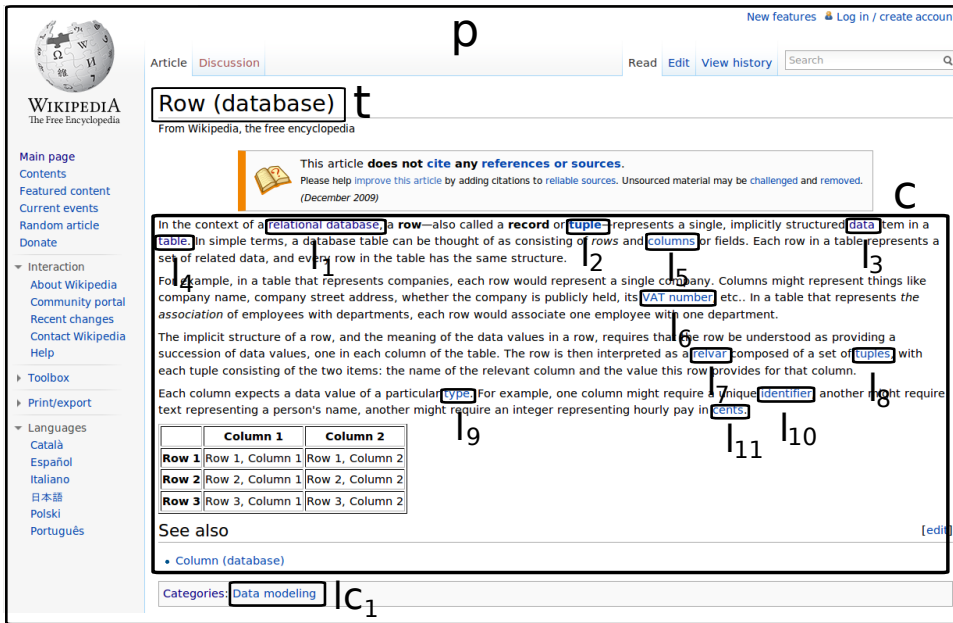 New features Log in / create accoun
p
Article Discussion Read Edit View history Search
WIKIPEDIA
The Free Encyclopedia
Row (database) t
From Wikipedia, the free encyclopedia
Main page
Contents
Featured content
Current events
Random article
Donate
Interaction
About Wikipedia
Community portal
Recent changes
Contact Wikipedia
Help
Toolbox
Print/export
Languages
Català
Español
Italiano
日本語
Polski
Português
This article does not cite any references or sources.
Please help improve this article by adding citations to reliable sources. Unsourced material may be challenged and removed.
(December 2009)
c
In the context of a relational database, a row—also called a record or tuple—represents a single, implicitly structured data item in a
table. In simple terms, a database table can be thought of as consisting of rows and columns or fields. Each row in a table represents a
set of related data, and every row in the table has the same structure.
l1 l2 l3 l4 l5
For example, in a table that represents companies, each row would represent a single company. Columns might represent things like
company name, company street address, whether the company is publicly held, its VAT number, etc.. In a table that represents the
association of employees with departments, each row would associate one employee with one department.
l6
The implicit structure of a row, and the meaning of the data values in a row, requires that the row be understood as providing a
succession of data values, one in each column of the table. The row is then interpreted as a relvar composed of a set of tuples, with
each tuple consisting of the two items: the name of the relevant column and the value this row provides for that column.
l7 l8
Each column expects a data value of a particular type. For example, one column might require a unique identifier, another might require
text representing a person's name, another might require an integer representing hourly pay in cents.
l9 l10 l11
Column 1 Column 2
Row 1 Row 1, Column 1 Row 1, Column 2
Row 2 Row 2, Column 1 Row 2, Column 2
Row 3 Row 3, Column 1 Row 3, Column 2
See also [edit]
• Column (database)
Categories: Data modeling lc1